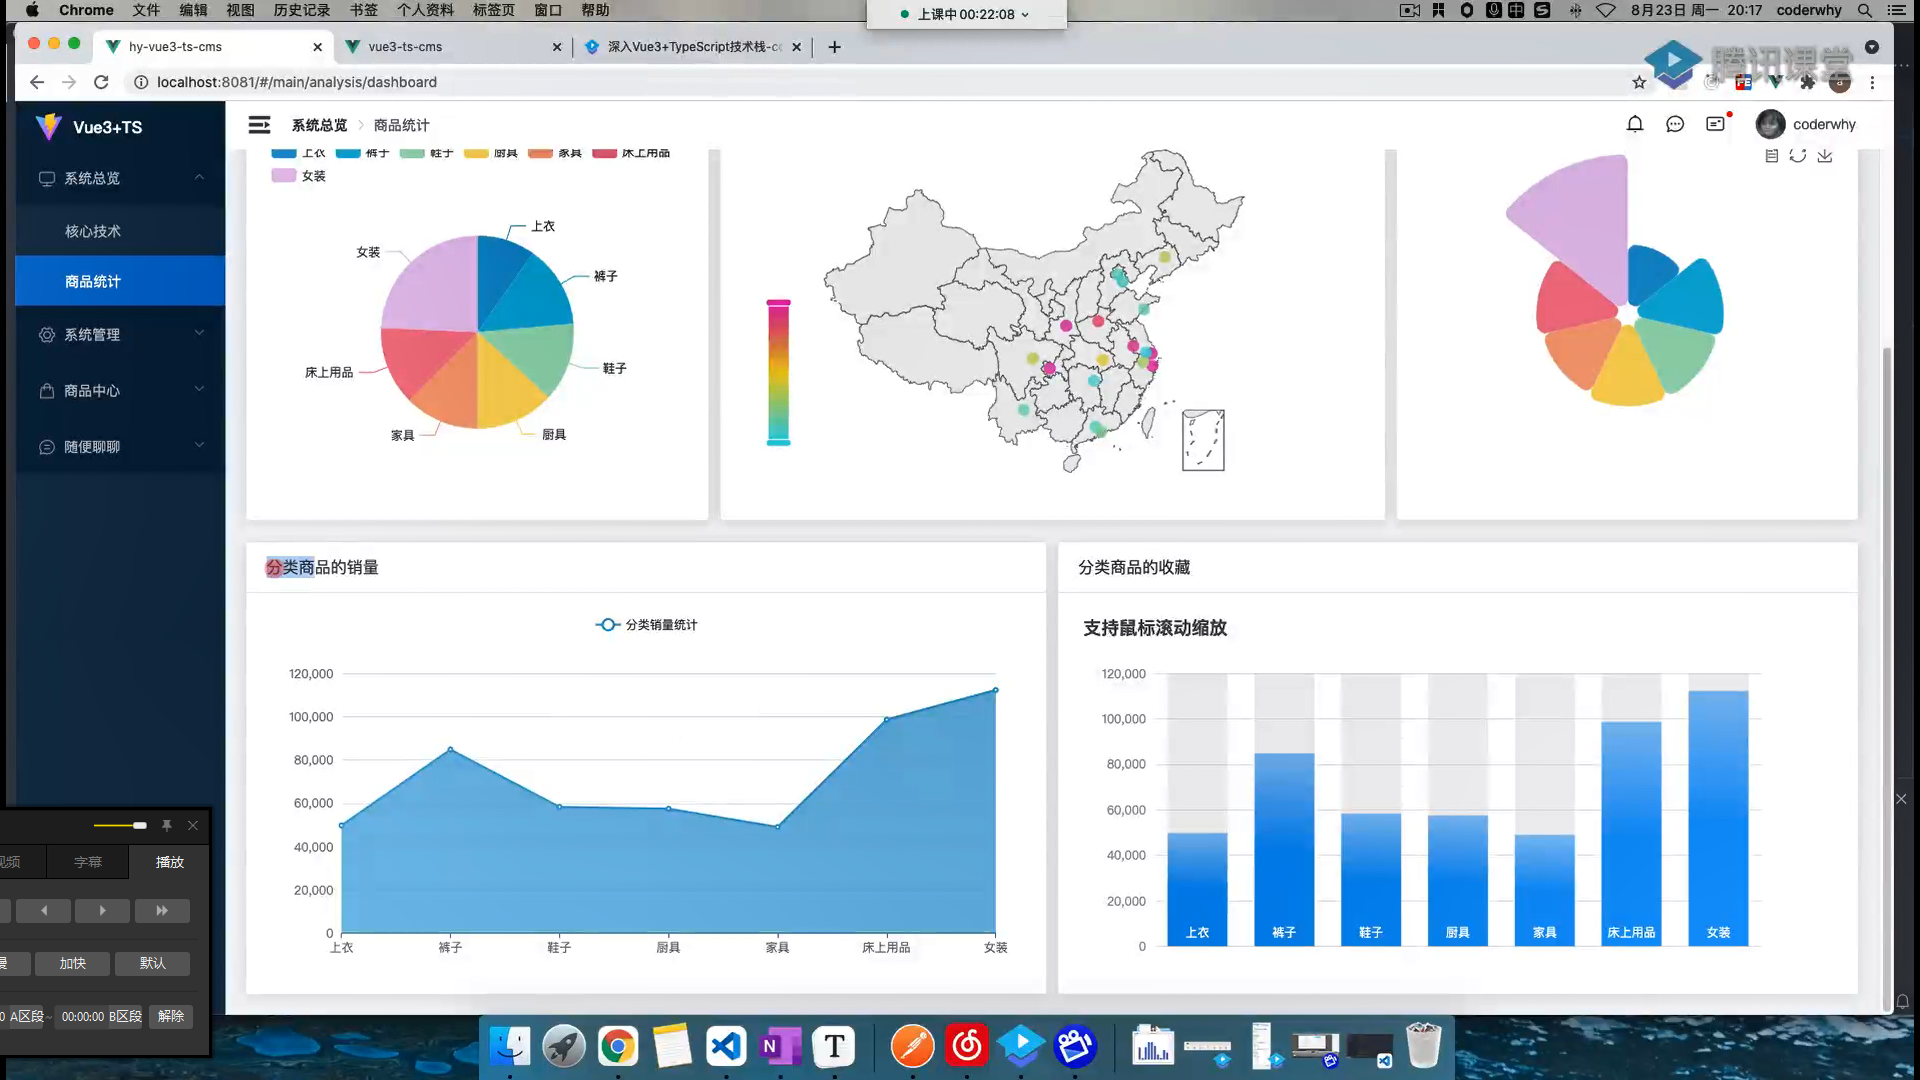 Chrome 文件 编辑 视图 历史记录 书签 个人资料 标签页 窗口 帮助
上课中 00:22:08
8月23日 周一 20:17 coderwhy
hy-vue3-ts-cms
vue3-ts-cms
深入Vue3+TypeScript技术栈-c
腾讯课堂
localhost:8081/#/main/analysis/dashboard
Vue3+TS
系统总览
核心技术
商品统计
系统管理
商品中心
随便聊聊
系统总览 商品统计
coderwhy
上衣 裤子 鞋子 厨具 家具 床上用品
女装
上衣
女装
裤子
床上用品
鞋子
家具
厨具
分类商品的销量
分类销量统计
120,000
100,000
80,000
60,000
40,000
20,000
0
上衣 裤子 鞋子 厨具 家具 床上用品 女装
分类商品的收藏
支持鼠标滚动缩放
120,000
100,000
80,000
60,000
40,000
20,000
0
上衣 裤子 鞋子 厨具 家具 床上用品 女装
视频 字幕 播放
慢 加快 默认
0 A区段~ 00:00:00 B区段 解除